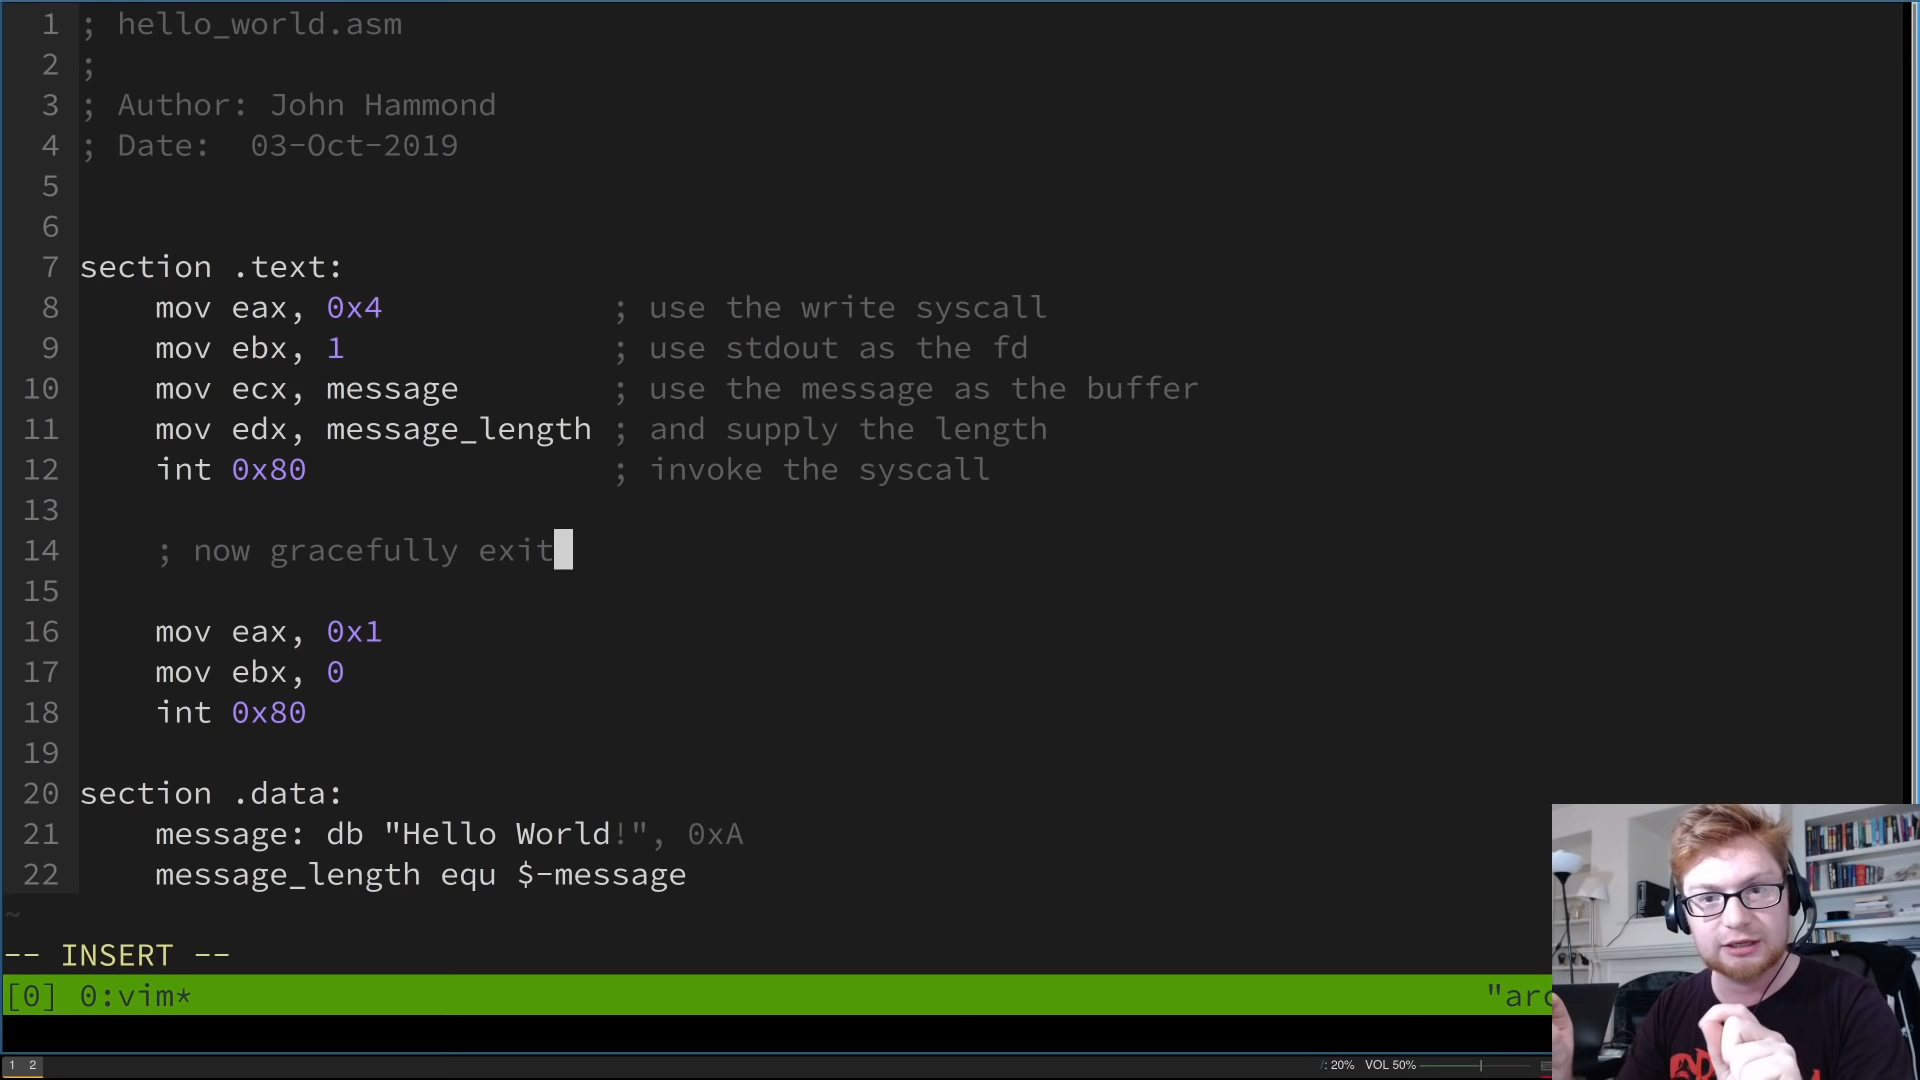 1 ; hello_world.asm
2 ;
3 ; Author: John Hammond
4 ; Date:  03-Oct-2019
5
6
7 section .text:
8     mov eax, 0x4            ; use the write syscall
9     mov ebx, 1              ; use stdout as the fd
10     mov ecx, message        ; use the message as the buffer
11     mov edx, message_length ; and supply the length
12     int 0x80                ; invoke the syscall
13
14     ; now gracefully exit
15
16     mov eax, 0x1
17     mov ebx, 0
18     int 0x80
19
20 section .data:
21     message: db "Hello World!", 0xA
22     message_length equ $-message
~
-- INSERT --
[0] 0:vim* "arc
1 2 /: 20% VOL 50%